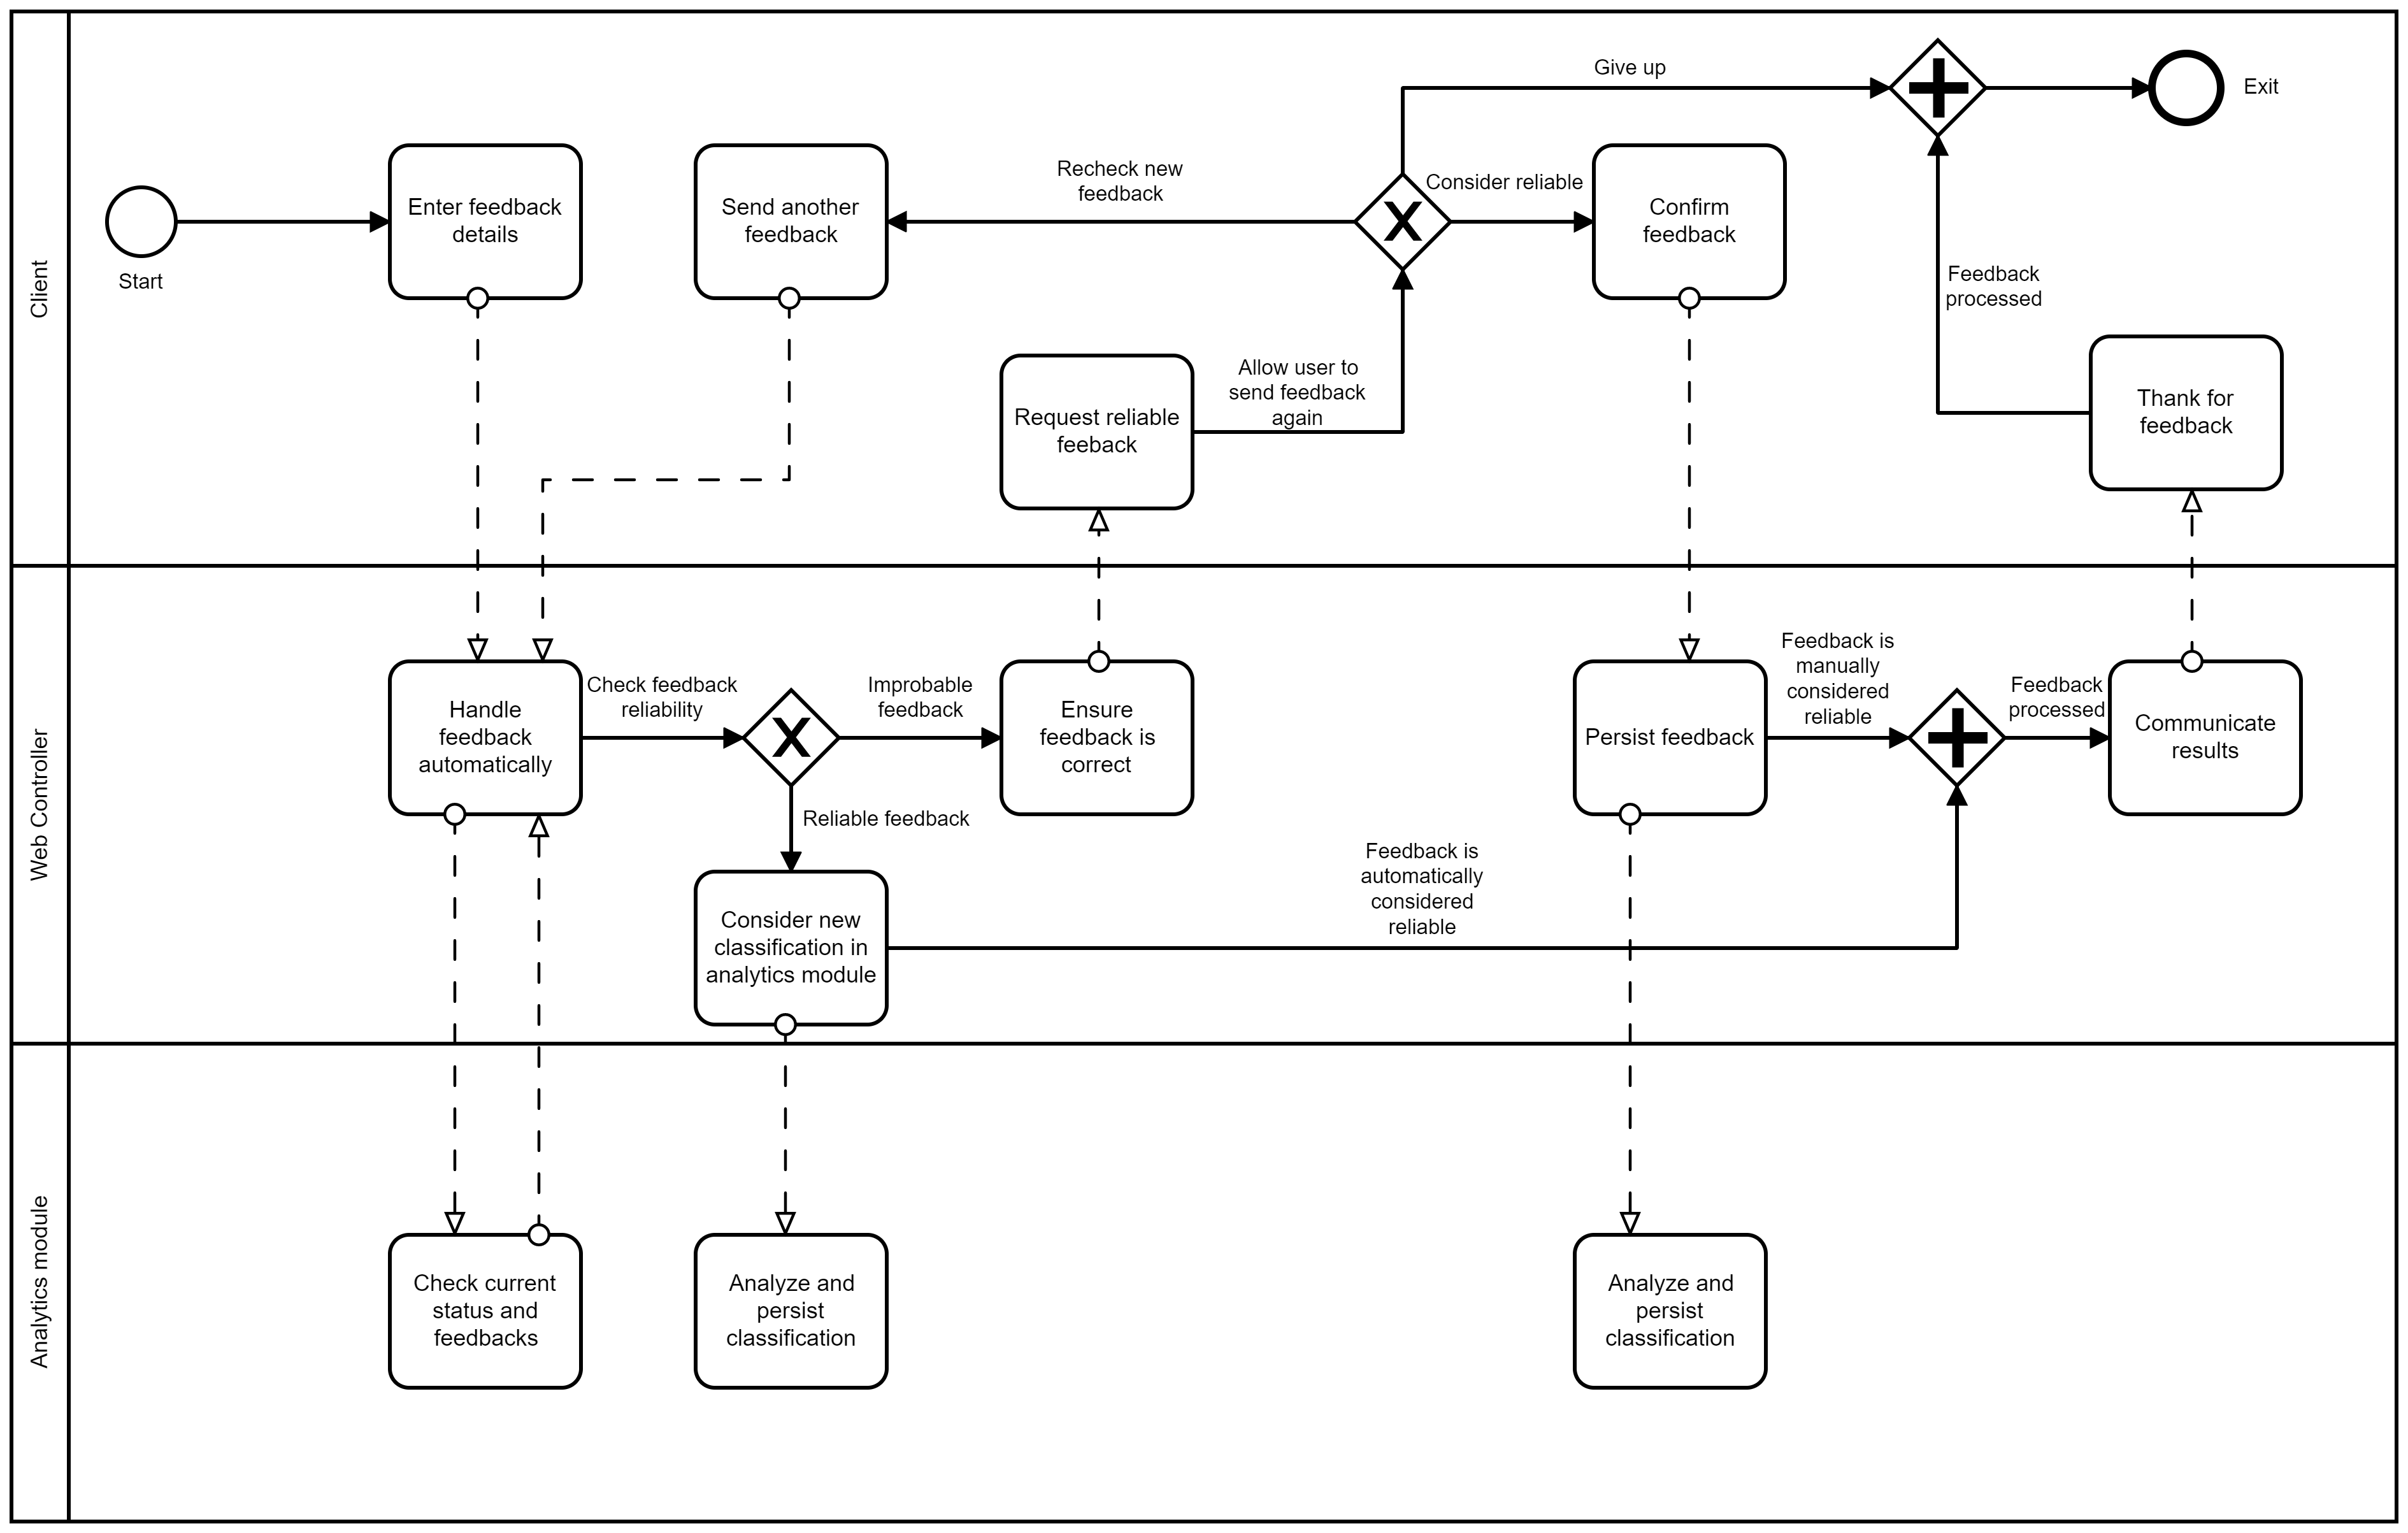 Client
Start
Enter feedback
details
Send another
feedback
Recheck new
feedback
Give up
Consider reliable
Confirm
feedback
Exit
Feedback
processed
Allow user to
send feedback
again
Request reliable
feeback
Thank for
feedback
Web Controller
Handle
feedback
automatically
Check feedback
reliability
X
X
Improbable
feedback
Ensure
feedback is
correct
Reliable feedback
Consider new
classification in
analytics module
Feedback is
automatically
considered
reliable
Persist feedback
Feedback is
manually
considered
reliable
Feedback
processed
Communicate
results
Analytics module
Check current
status and
feedbacks
Analyze and
persist
classification
Analyze and
persist
classification